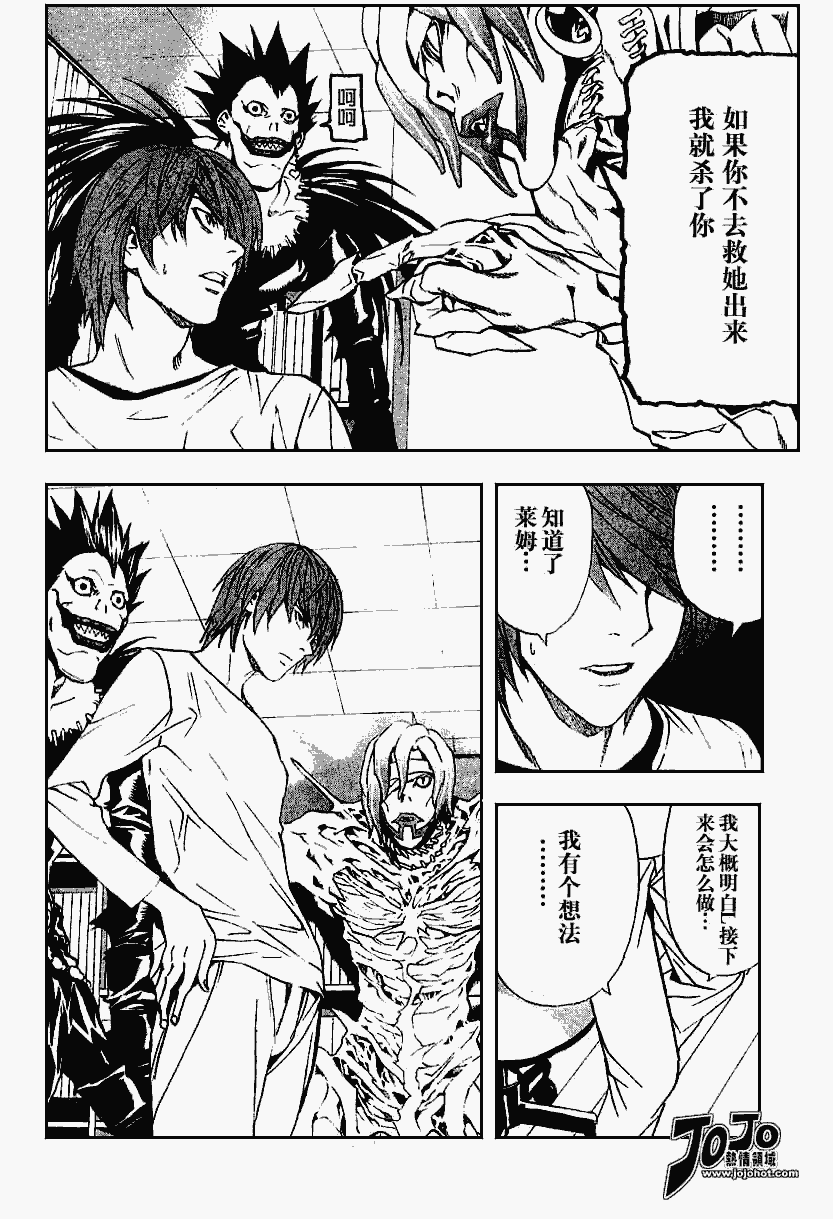 如果你不去救她出来
我就杀了你
呵呵
………
知道了
莱姆…
我大概明白L接下
来会怎么做…
我有个想法
………
JOJO
熱情領域
www.jojohot.com